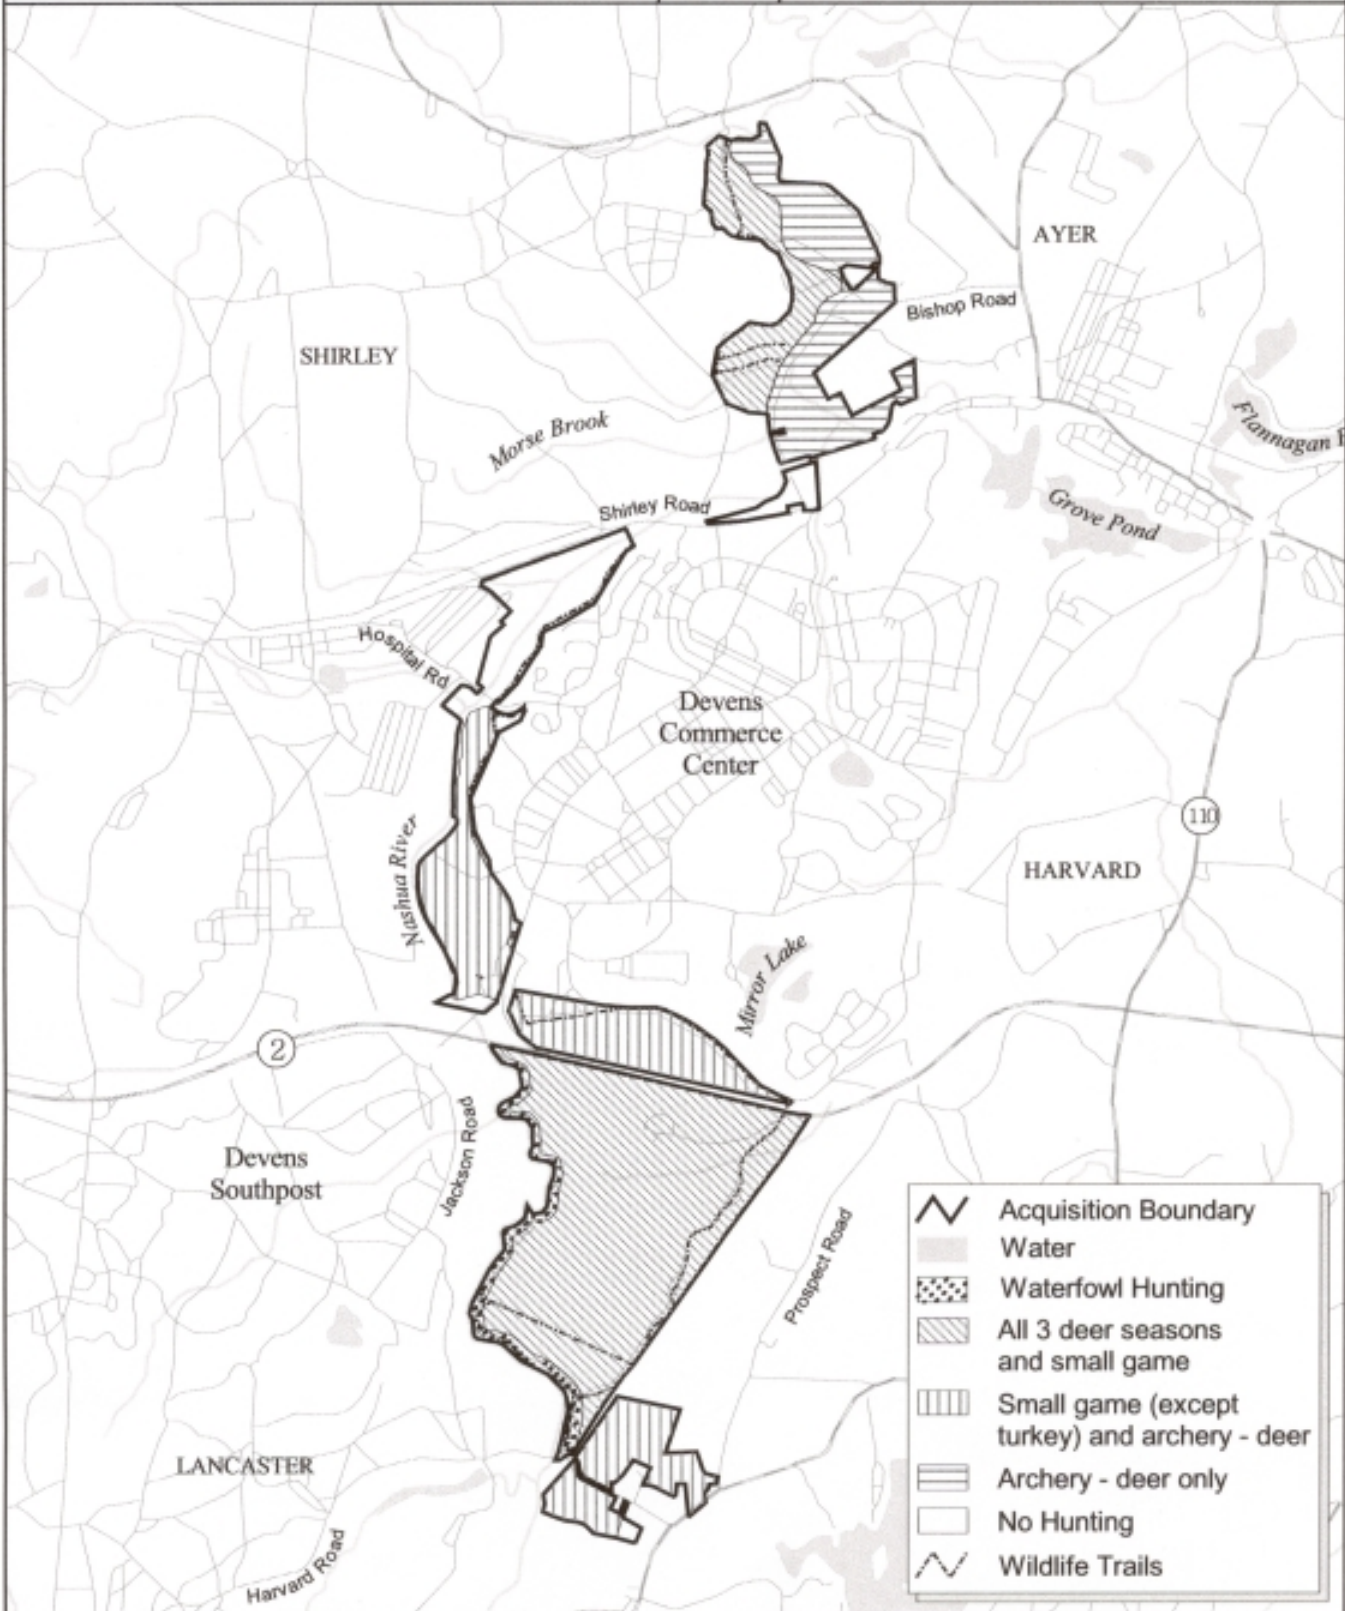 AYER
Bishop Road
SHIRLEY
Morse Brook
Flannagan
Shirley Road
Grove Pond
Hospital Rd
Devens
Commerce
Center
110
Nashua River
HARVARD
Mirror Lake
2
Jackson Road
Devens
Southpost
Prospect Road
LANCASTER
Harvard Road
Acquisition Boundary
Water
Waterfowl Hunting
All 3 deer seasons
and small game
Small game (except
turkey) and archery - deer
Archery - deer only
No Hunting
Wildlife Trails